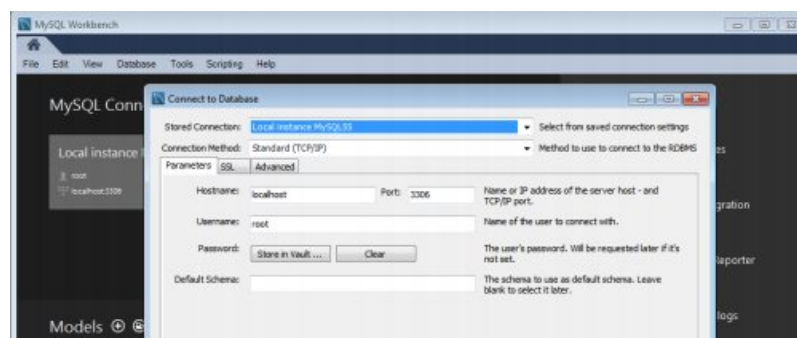 MySQL Workbench
File Edit View Database Tools Scripting Help
MySQL Conn
Connect to Database
Stored Connection: Local instance MySQL55 Select from saved connection settings
Connection Method: Standard (TCP/IP) Method to use to connect to the RDBMS
Local instance
Parameters SSL Advanced
root
localhost:3306
Hostname: localhost Port: 3306 Name or IP address of the server host - and
TCP/IP port.
gration
Username: root Name of the user to connect with.
Password: Store in Vault ... Clear The user's password. Will be requested later if it's
not set.
Reporter
Default Schema: The schema to use as default schema. Leave
blank to select it later.
Models
logs